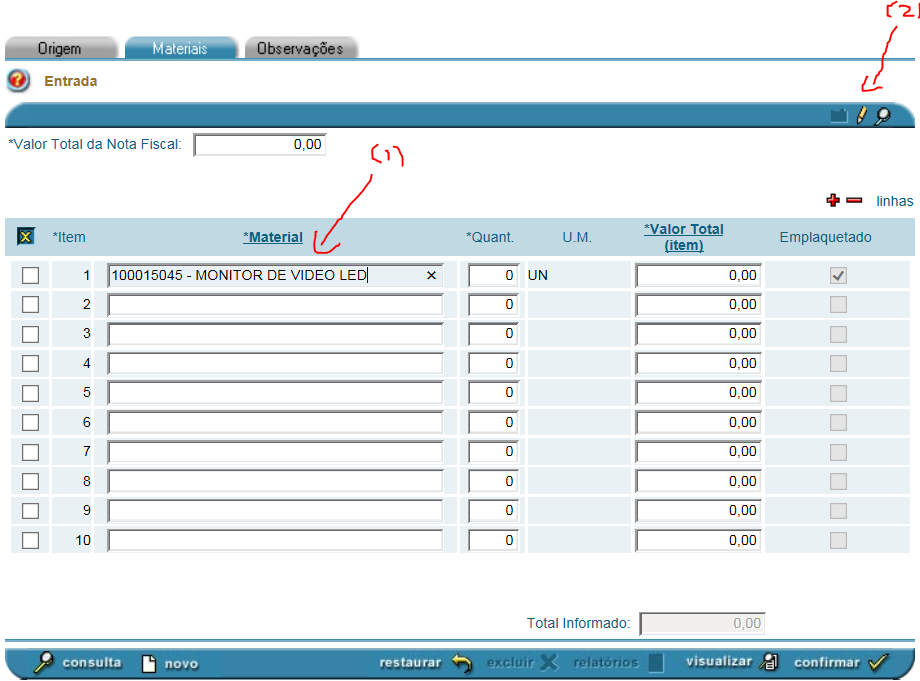 (2)
Origem Materiais Observações
Entrada
*Valor Total da Nota Fiscal: 0,00
(1)
linhas
*Item *Material *Quant. U.M. *Valor Total (item) Emplaquetado
1 100015045 - MONITOR DE VIDEO LED × 0 UN 0,00
2 0 0,00
3 0 0,00
4 0 0,00
5 0 0,00
6 0 0,00
7 0 0,00
8 0 0,00
9 0 0,00
10 0 0,00
Total Informado: 0,00
consulta novo restaurar excluir relatórios visualizar confirmar